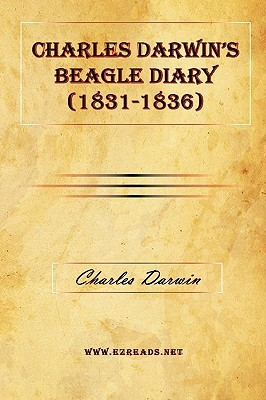 CHARLES DARWIN'S
BEAGLE DIARY
(1831-1836)
Charles Darwin
WWW.EZREADS.NET